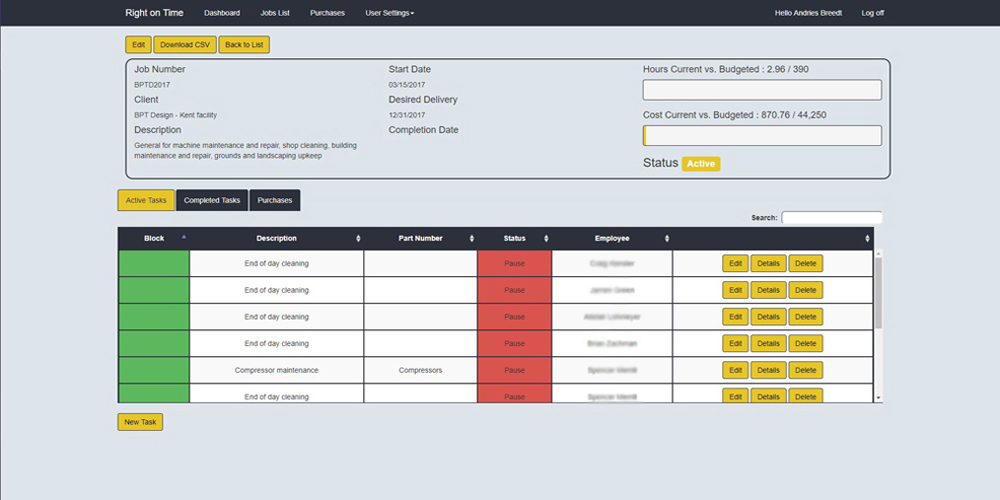 Right on Time Dashboard Jobs List Purchases User Settings Hello Andries Breedt Log off
Edit Download CSV Back to List
Job Number Start Date Hours Current vs. Budgeted : 2.96 / 390
BPTD2017 03/15/2017
Client Desired Delivery
BPT Design - Kent facility 12/31/2017 Cost Current vs. Budgeted : 870.76 / 44,250
Description Completion Date
General for machine maintenance and repair, shop cleaning, building
maintenance and repair, grounds and landscaping upkeep
Status Active
Active Tasks Completed Tasks Purchases
Search:
Block Description Part Number Status Employee
End of day cleaning Pause Edit Details Delete
End of day cleaning Pause Edit Details Delete
End of day cleaning Pause Edit Details Delete
End of day cleaning Pause Edit Details Delete
Compressor maintenance Compressors Pause Edit Details Delete
End of day cleaning Pause Edit Details Delete
New Task